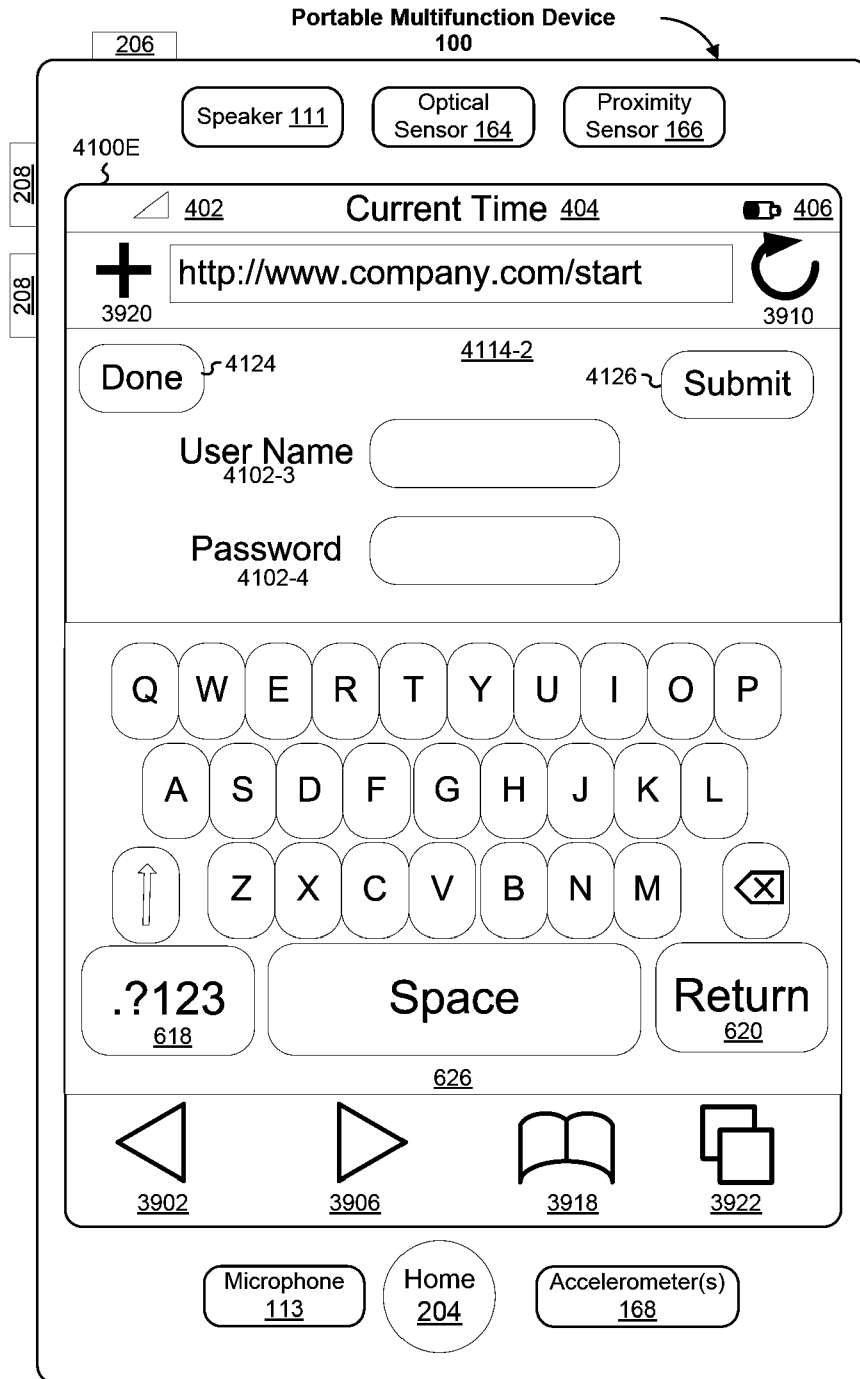 Portable Multifunction Device
100
206
Speaker 111
Optical
Sensor 164
Proximity
Sensor 166
208
208
4100E
402
Current Time 404
406
http://www.company.com/start
3920
3910
Done
4124
4114-2
4126
Submit
User Name
4102-3
Password
4102-4
Q W E R T Y U I O P
A S D F G H J K L
Z X C V B N M
.?123
618
Space
Return
620
626
3902
3906
3918
3922
Microphone
113
Home
204
Accelerometer(s)
168